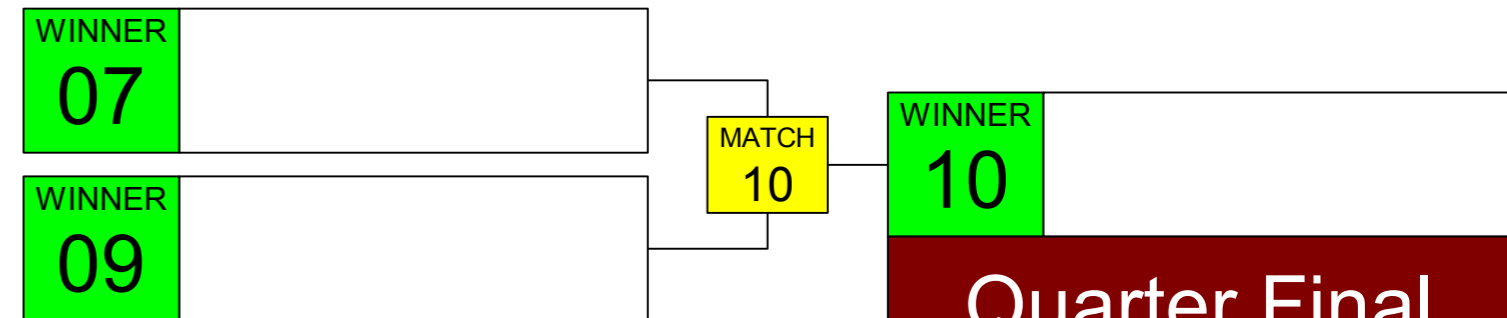 WINNER
07
WINNER
09
MATCH
10
WINNER
10
Quarter Final